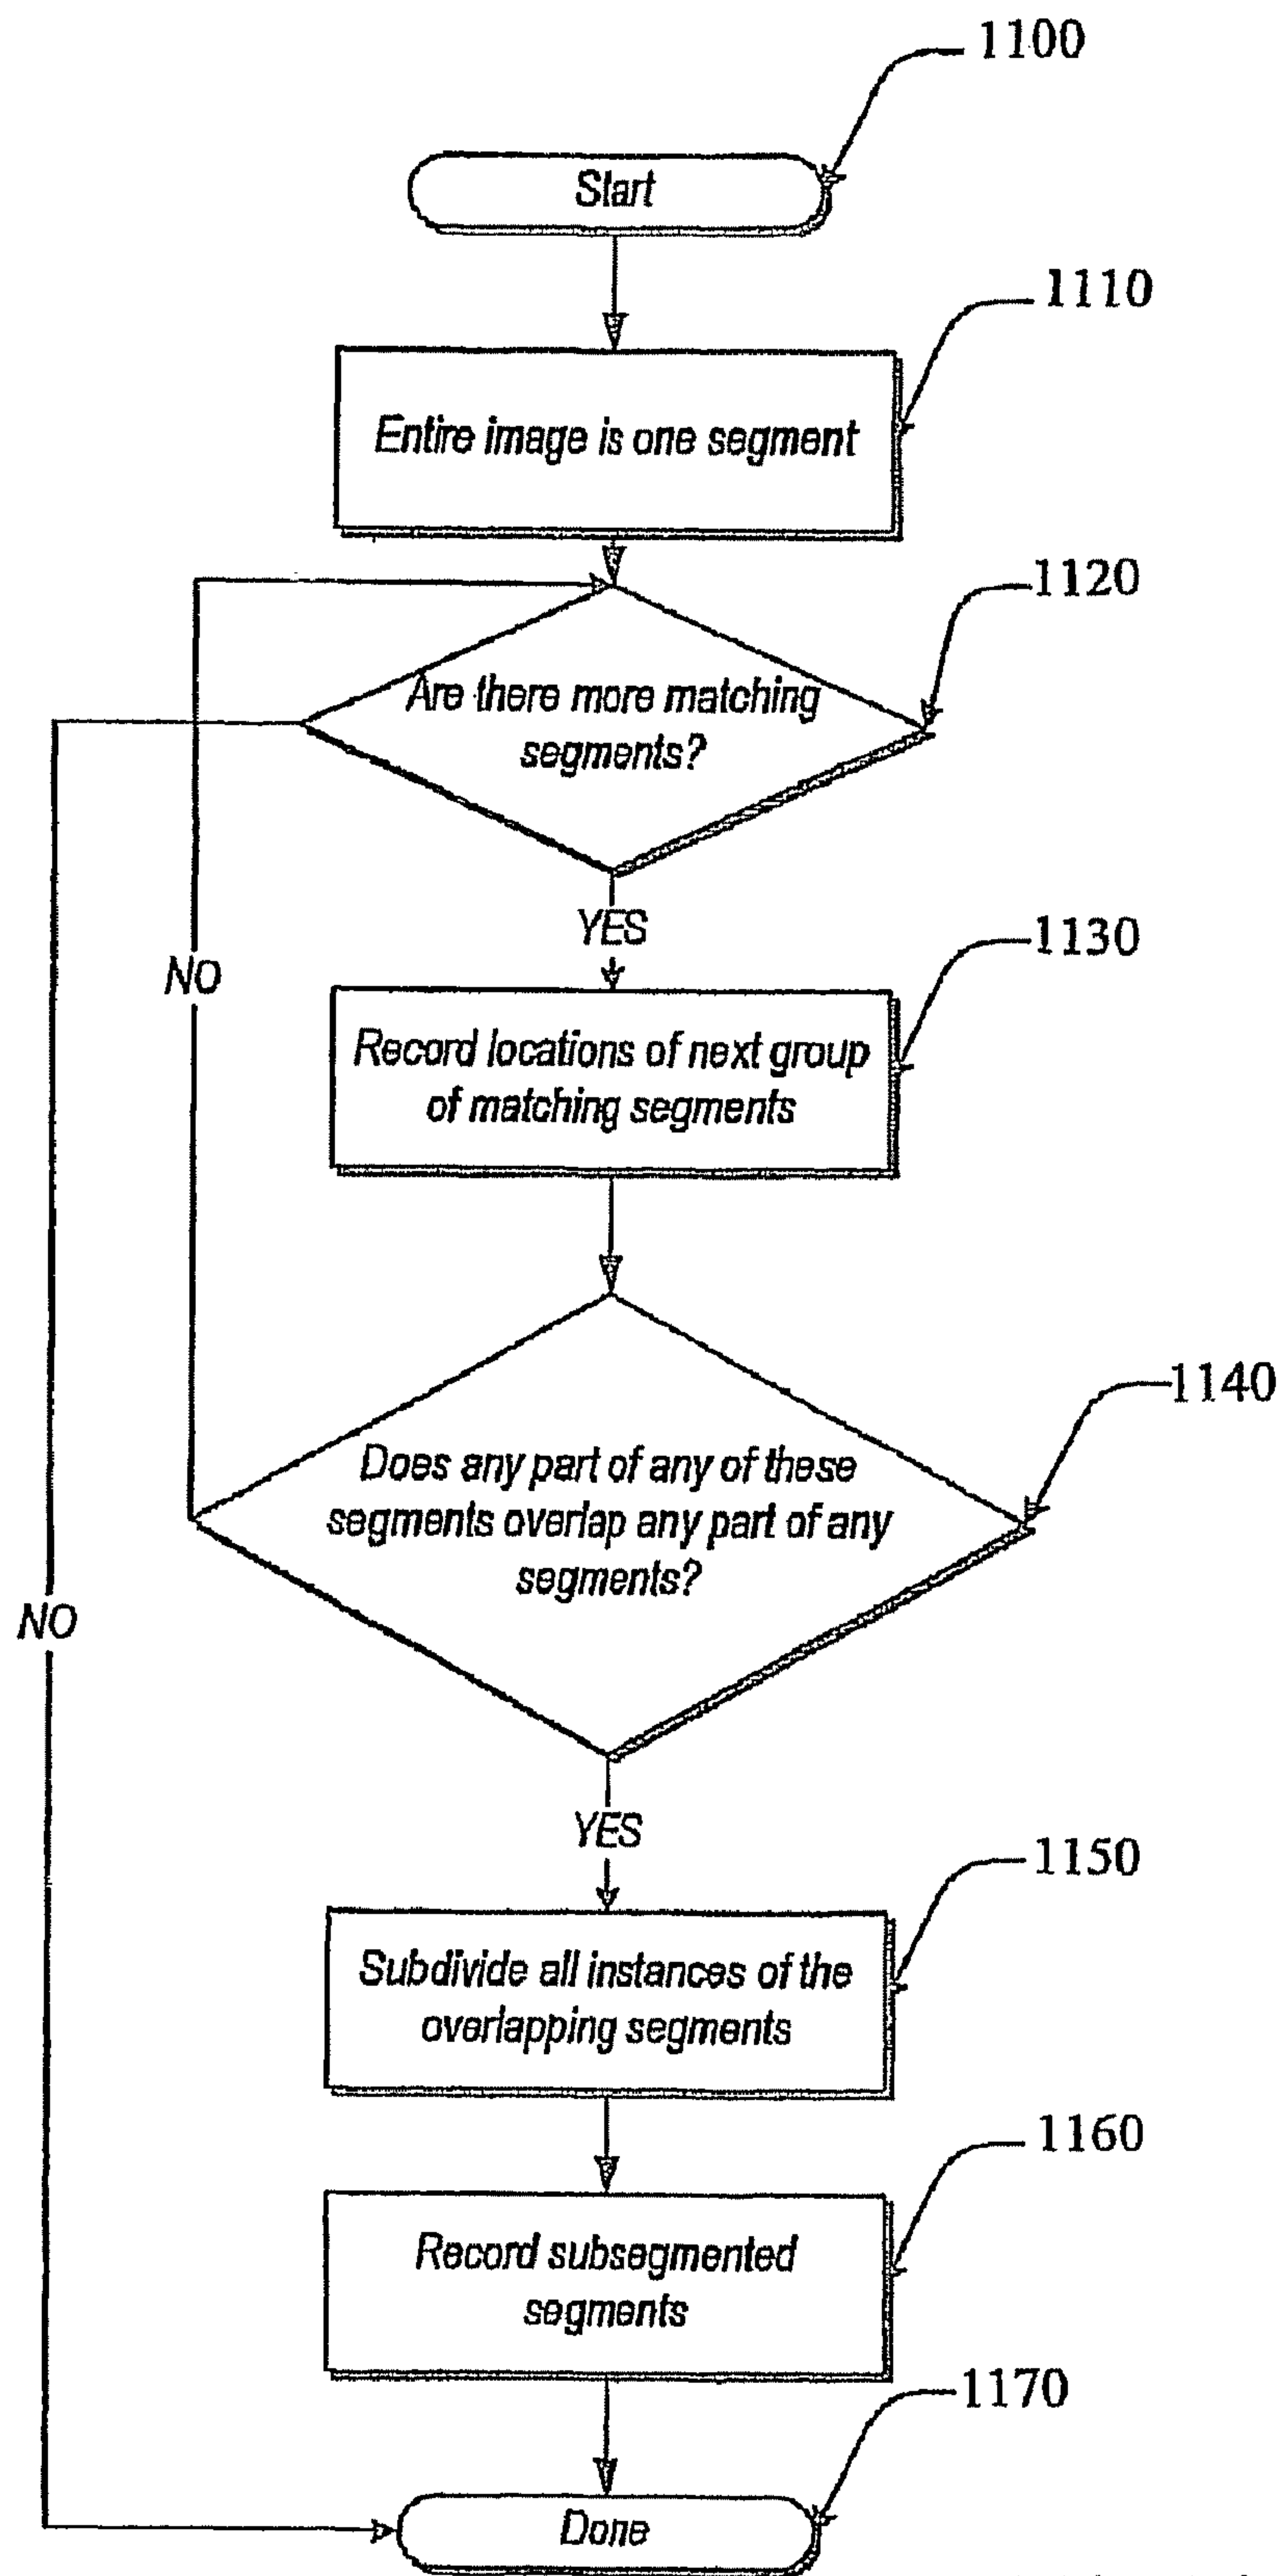 1100
Start
1110
Entire image is one segment
1120
Are there more matching
segments?
YES
1130
NO
Record locations of next group
of matching segments
1140
Does any part of any of these
segments overlap any part of any
segments?
NO
YES
1150
Subdivide all instances of the
overlapping segments
1160
Record subsegmented
segments
1170
Done